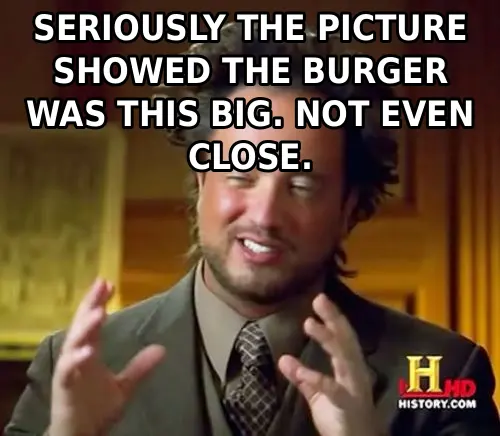 SERIOUSLY THE PICTURE
SHOWED THE BURGER
WAS THIS BIG. NOT EVEN
CLOSE.
H HD
HISTORY.COM